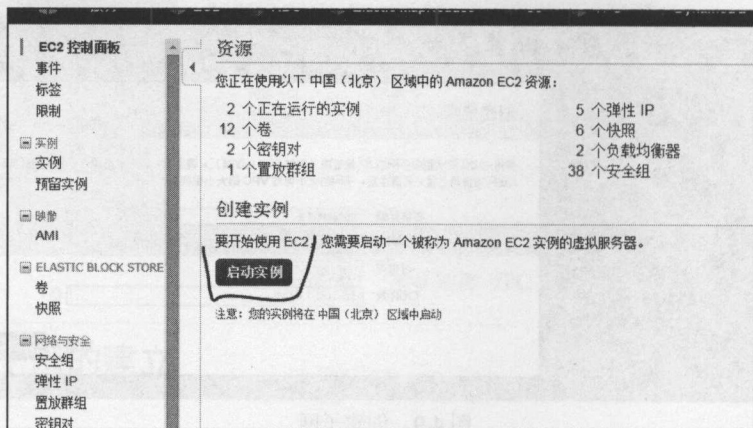 EC2 控制面板
事件
标签
限制
实例
实例
预留实例
映像
AMI
ELASTIC BLOCK STORE
卷
快照
网络与安全
安全组
弹性 IP
置放群组
密钥对
资源
您正在使用以下 中国（北京） 区域中的 Amazon EC2 资源：
2 个正在运行的实例
5 个弹性 IP
12 个卷
6 个快照
2 个密钥对
2 个负载均衡器
1 个置放群组
38 个安全组
创建实例
要开始使用 EC2，您需要启动一个被称为 Amazon EC2 实例的虚拟服务器。
启动实例
注意：您的实例将在 中国（北京） 区域中启动